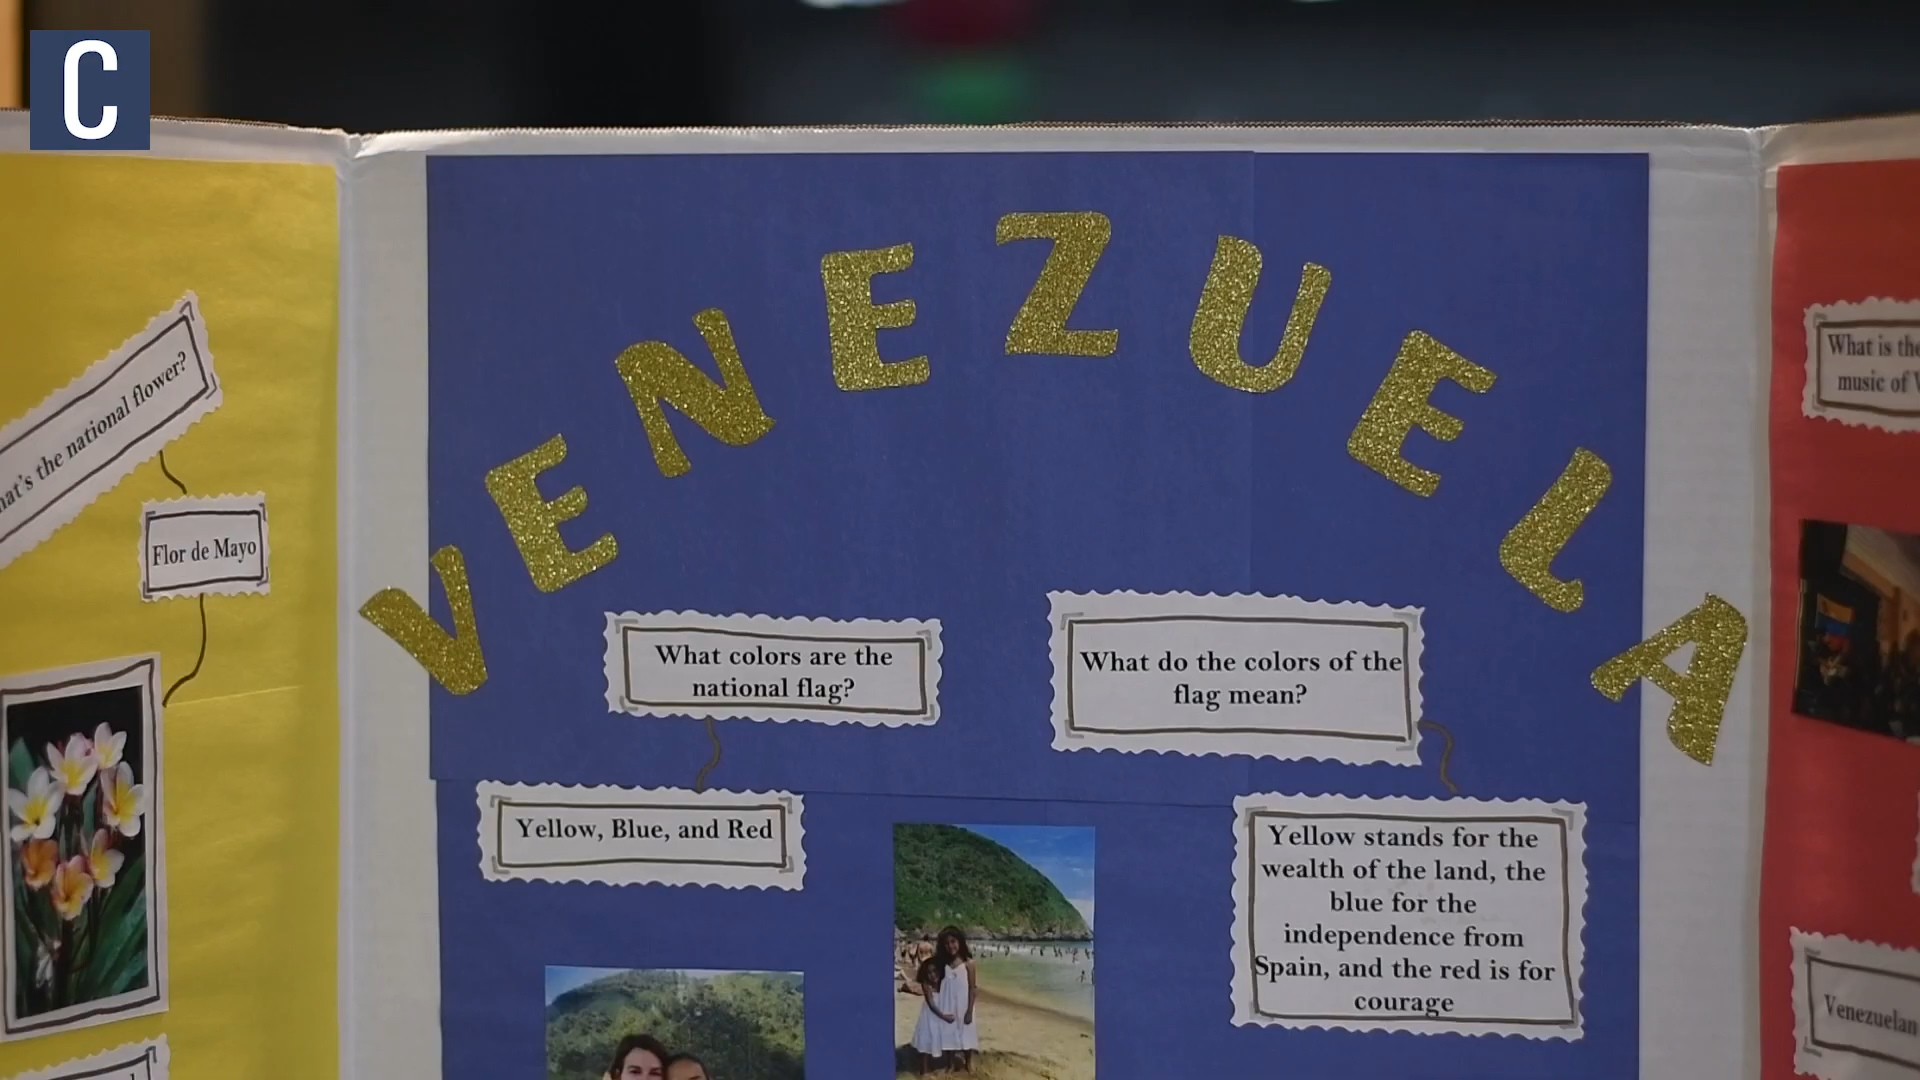 C
VENEZUELA
national flower?
Flor de Mayo
What colors are the
national flag?
Yellow, Blue, and Red
What do the colors of the
flag mean?
Yellow stands for the
wealth of the land, the
blue for the
independence from
Spain, and the red is for
courage
What is the
music of
Venezuelan